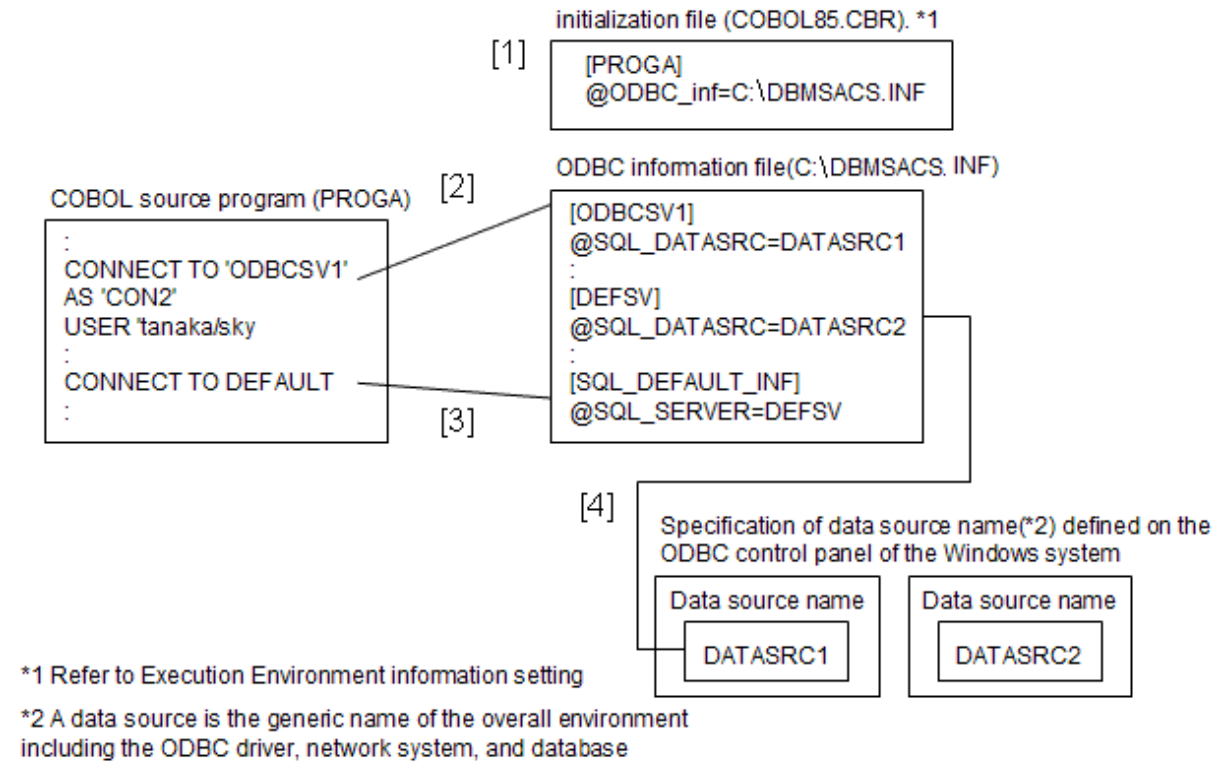 initialization file (COBOL85.CBR). *1
[1]
[PROGA]
@ODBC_inf=C:\DBMSACS.INF
ODBC information file(C:\DBMSACS. INF)
[2]
COBOL source program (PROGA)
:
CONNECT TO 'ODBCSV1'
AS 'CON2'
USER 'tanaka/sky
:
CONNECT TO DEFAULT
:
[ODBCSV1]
@SQL_DATASRC=DATASRC1
:
[DEFSV]
@SQL_DATASRC=DATASRC2
:
[SQL_DEFAULT_INF]
@SQL_SERVER=DEFSV
[3]
[4]
Specification of data source name(*2) defined on the
ODBC control panel of the Windows system
Data source name
DATASRC1
Data source name
DATASRC2
*1 Refer to Execution Environment information setting
*2 A data source is the generic name of the overall environment
including the ODBC driver, network system, and database